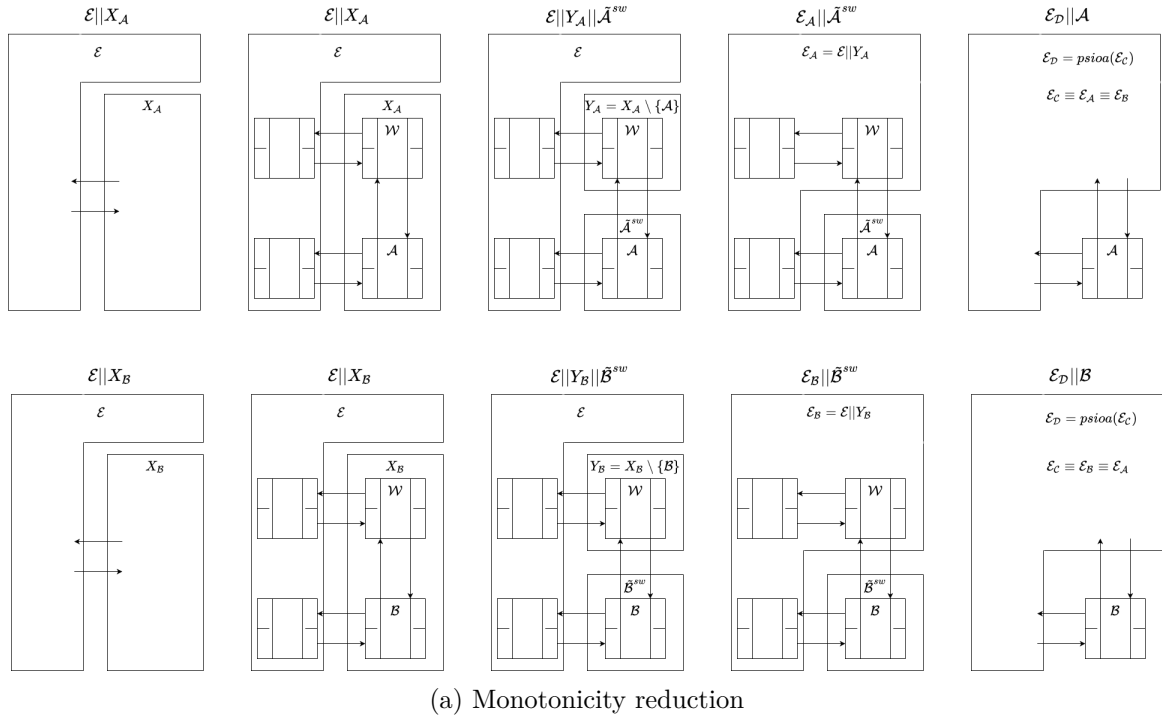 ℰ||X_𝒜
ℰ||X_𝒜
ℰ||Y_𝒜||𝒜̃^{sw}
ℰ_𝒜||𝒜̃^{sw}
ℰ_𝒟||𝒜
ℰ
ℰ
ℰ
ℰ_𝒜 = ℰ||Y_𝒜
ℰ_𝒟 = psioa(ℰ_𝒞)
ℰ_𝒞 ≡ ℰ_𝒜 ≡ ℰ_ℬ
X_𝒜
X_𝒜
Y_𝒜 = X_𝒜 \ {𝒜}
𝒲
𝒲
𝒲
𝒜̃^{sw}
𝒜̃^{sw}
𝒜
𝒜
𝒜
𝒜
ℰ||X_ℬ
ℰ||X_ℬ
ℰ||Y_ℬ||ℬ̃^{sw}
ℰ_ℬ||ℬ̃^{sw}
ℰ_𝒟||ℬ
ℰ
ℰ
ℰ
ℰ_ℬ = ℰ||Y_ℬ
ℰ_𝒟 = psioa(ℰ_𝒞)
ℰ_𝒞 ≡ ℰ_ℬ ≡ ℰ_𝒜
X_ℬ
X_ℬ
Y_ℬ = X_ℬ \ {ℬ}
𝒲
𝒲
𝒲
ℬ̃^{sw}
ℬ̃^{sw}
ℬ
ℬ
ℬ
ℬ
(a) Monotonicity reduction